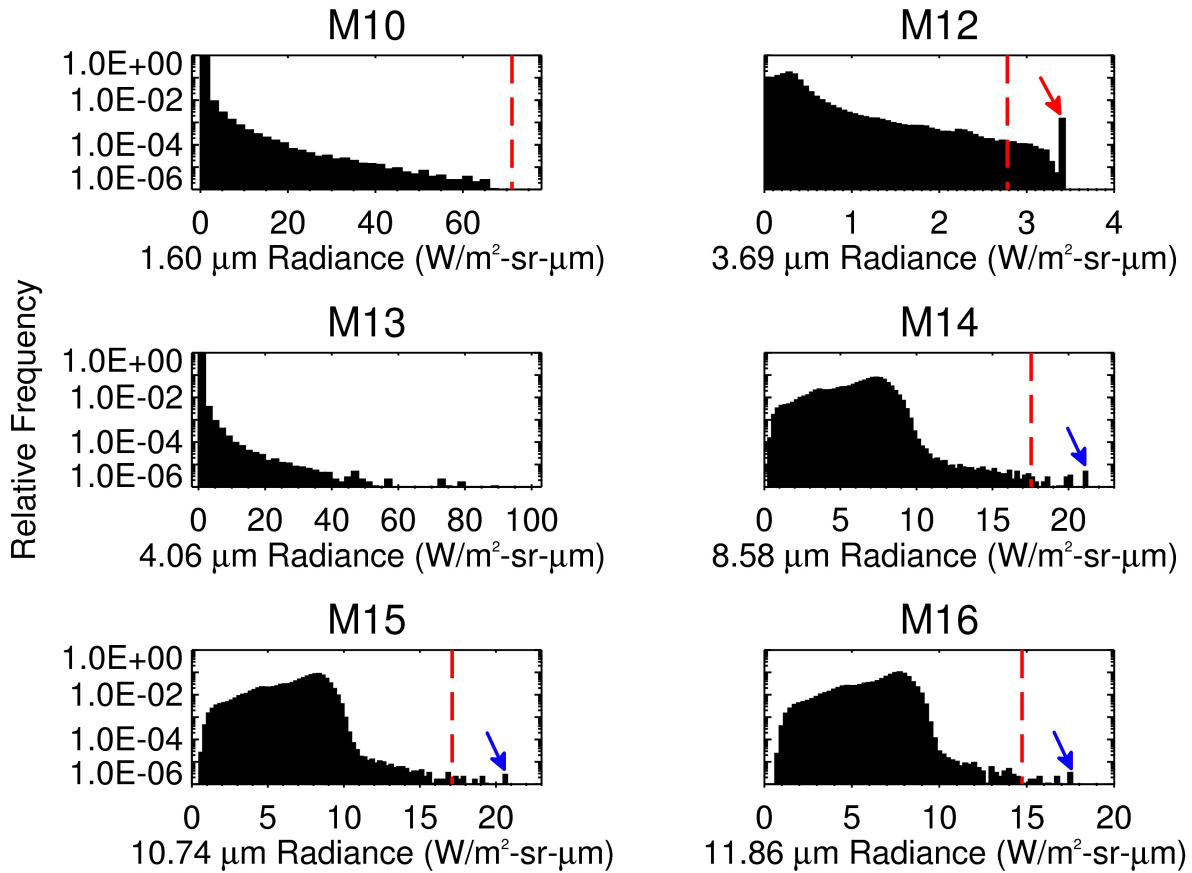 M10
1.0E+00
1.0E-02
1.0E-04
1.0E-06
0 20 40 60
1.60 μm Radiance (W/m²-sr-μm)
M12
0 1 2 3 4
3.69 μm Radiance (W/m²-sr-μm)
Relative Frequency
M13
1.0E+00
1.0E-02
1.0E-04
1.0E-06
0 20 40 60 80 100
4.06 μm Radiance (W/m²-sr-μm)
M14
0 5 10 15 20
8.58 μm Radiance (W/m²-sr-μm)
M15
1.0E+00
1.0E-02
1.0E-04
1.0E-06
0 5 10 15 20
10.74 μm Radiance (W/m²-sr-μm)
M16
0 5 10 15 20
11.86 μm Radiance (W/m²-sr-μm)